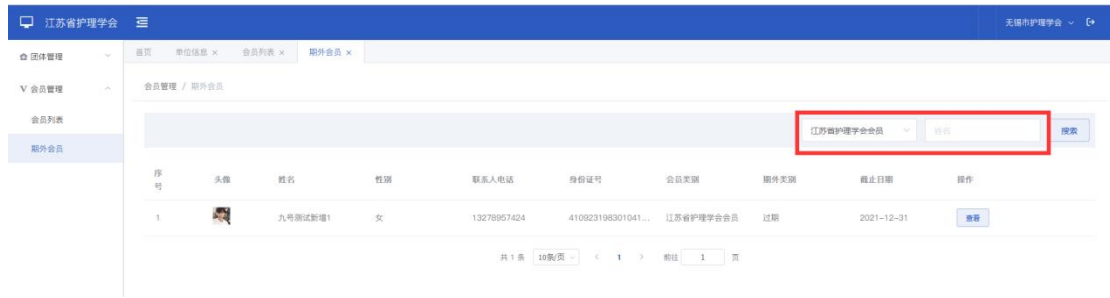 江苏省护理学会
无锡市护理学会
团体管理
首页 单位信息 × 会员列表 × 期外会员 ×
V 会员管理
会员管理 / 期外会员
会员列表
江苏省护理学会会员 姓名 搜索
期外会员
序号 头像 姓名 性别 联系人电话 身份证号 会员类别 期外类别 截止日期 操作
1 九号测试新增1 女 13278957424 410923198301041... 江苏省护理学会会员 过期 2021-12-31 查看
共 1 条 10条/页 < 1 > 前往 1 页